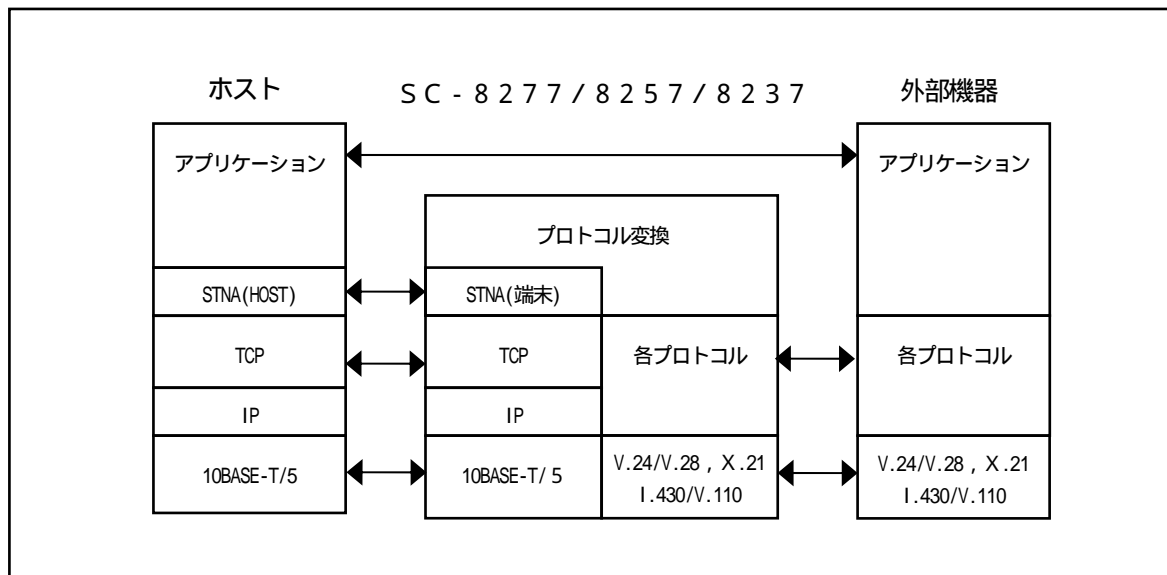 ホスト SC-8277/8257/8237 外部機器
アプリケーション アプリケーション
プロトコル変換
STNA(HOST) STNA(端末)
TCP TCP 各プロトコル 各プロトコル
IP IP
10BASE-T/5 10BASE-T/5 V.24/V.28 , X.21 V.24/V.28 , X.21
I.430/V.110 I.430/V.110